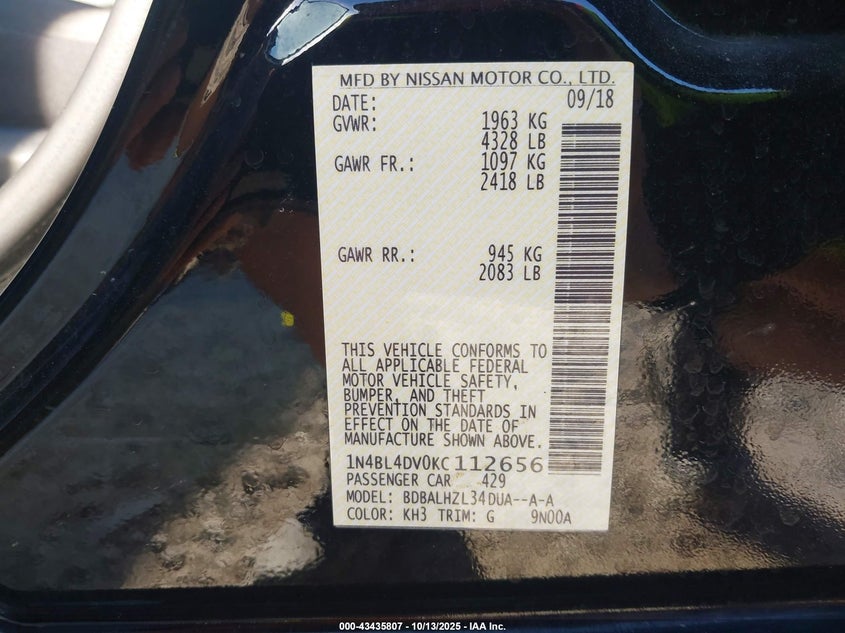 MFD BY NISSAN MOTOR CO., LTD.
DATE: 09/18
GVWR: 1963 KG
4328 LB
GAWR FR.: 1097 KG
2418 LB
GAWR RR.: 945 KG
2083 LB
THIS VEHICLE CONFORMS TO
ALL APPLICABLE FEDERAL
MOTOR VEHICLE SAFETY,
BUMPER, AND THEFT
PREVENTION STANDARDS IN
EFFECT ON THE DATE OF
MANUFACTURE SHOWN ABOVE.
1N4BL4DV0KC112656
PASSENGER CAR 429
MODEL: BDBALHZL34DUA--A-A
COLOR: KH3 TRIM: G 9N00A
000-43435807 - 10/13/2025 - IAA Inc.